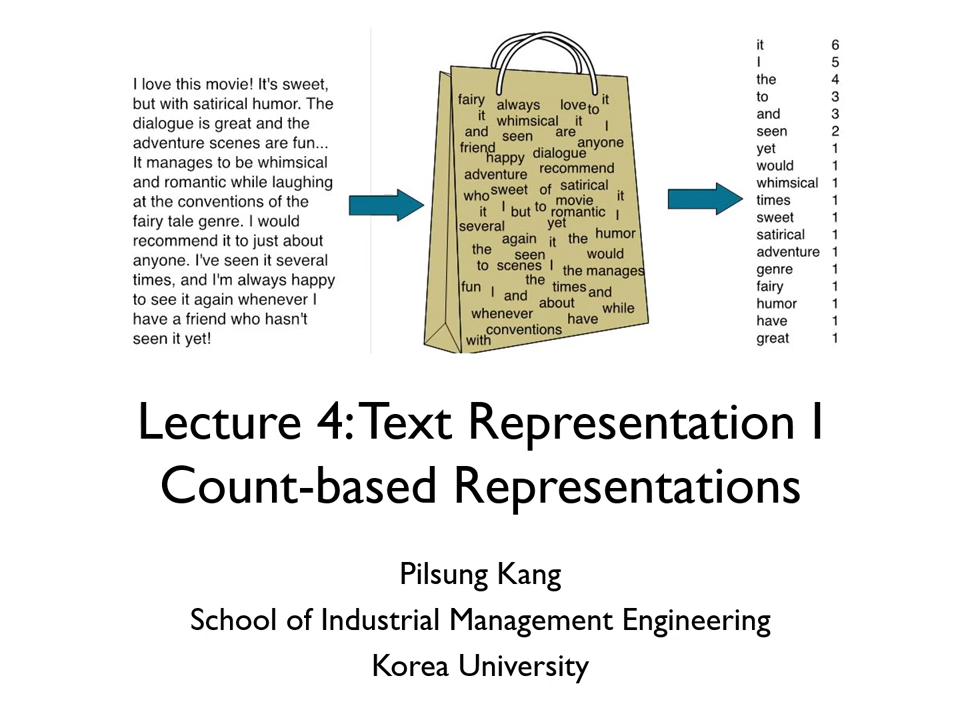 I love this movie! It's sweet,
but with satirical humor. The
dialogue is great and the
adventure scenes are fun...
It manages to be whimsical
and romantic while laughing
at the conventions of the
fairy tale genre. I would
recommend it to just about
anyone. I've seen it several
times, and I'm always happy
to see it again whenever I
have a friend who hasn't
seen it yet!
fairy always love to it
it whimsical it I
and seen are anyone
friend happy dialogue
adventure recommend
who sweet of satirical
it I but to movie it
romantic I
several yet
again it the humor
the seen would
to scenes I the manages
fun I and the times and
about while
whenever have
conventions
with
it 6
I 5
the 4
to 3
and 3
seen 2
yet 1
would 1
whimsical 1
times 1
sweet 1
satirical 1
adventure 1
genre 1
fairy 1
humor 1
have 1
great 1
Lecture 4: Text Representation I
Count-based Representations
Pilsung Kang
School of Industrial Management Engineering
Korea University